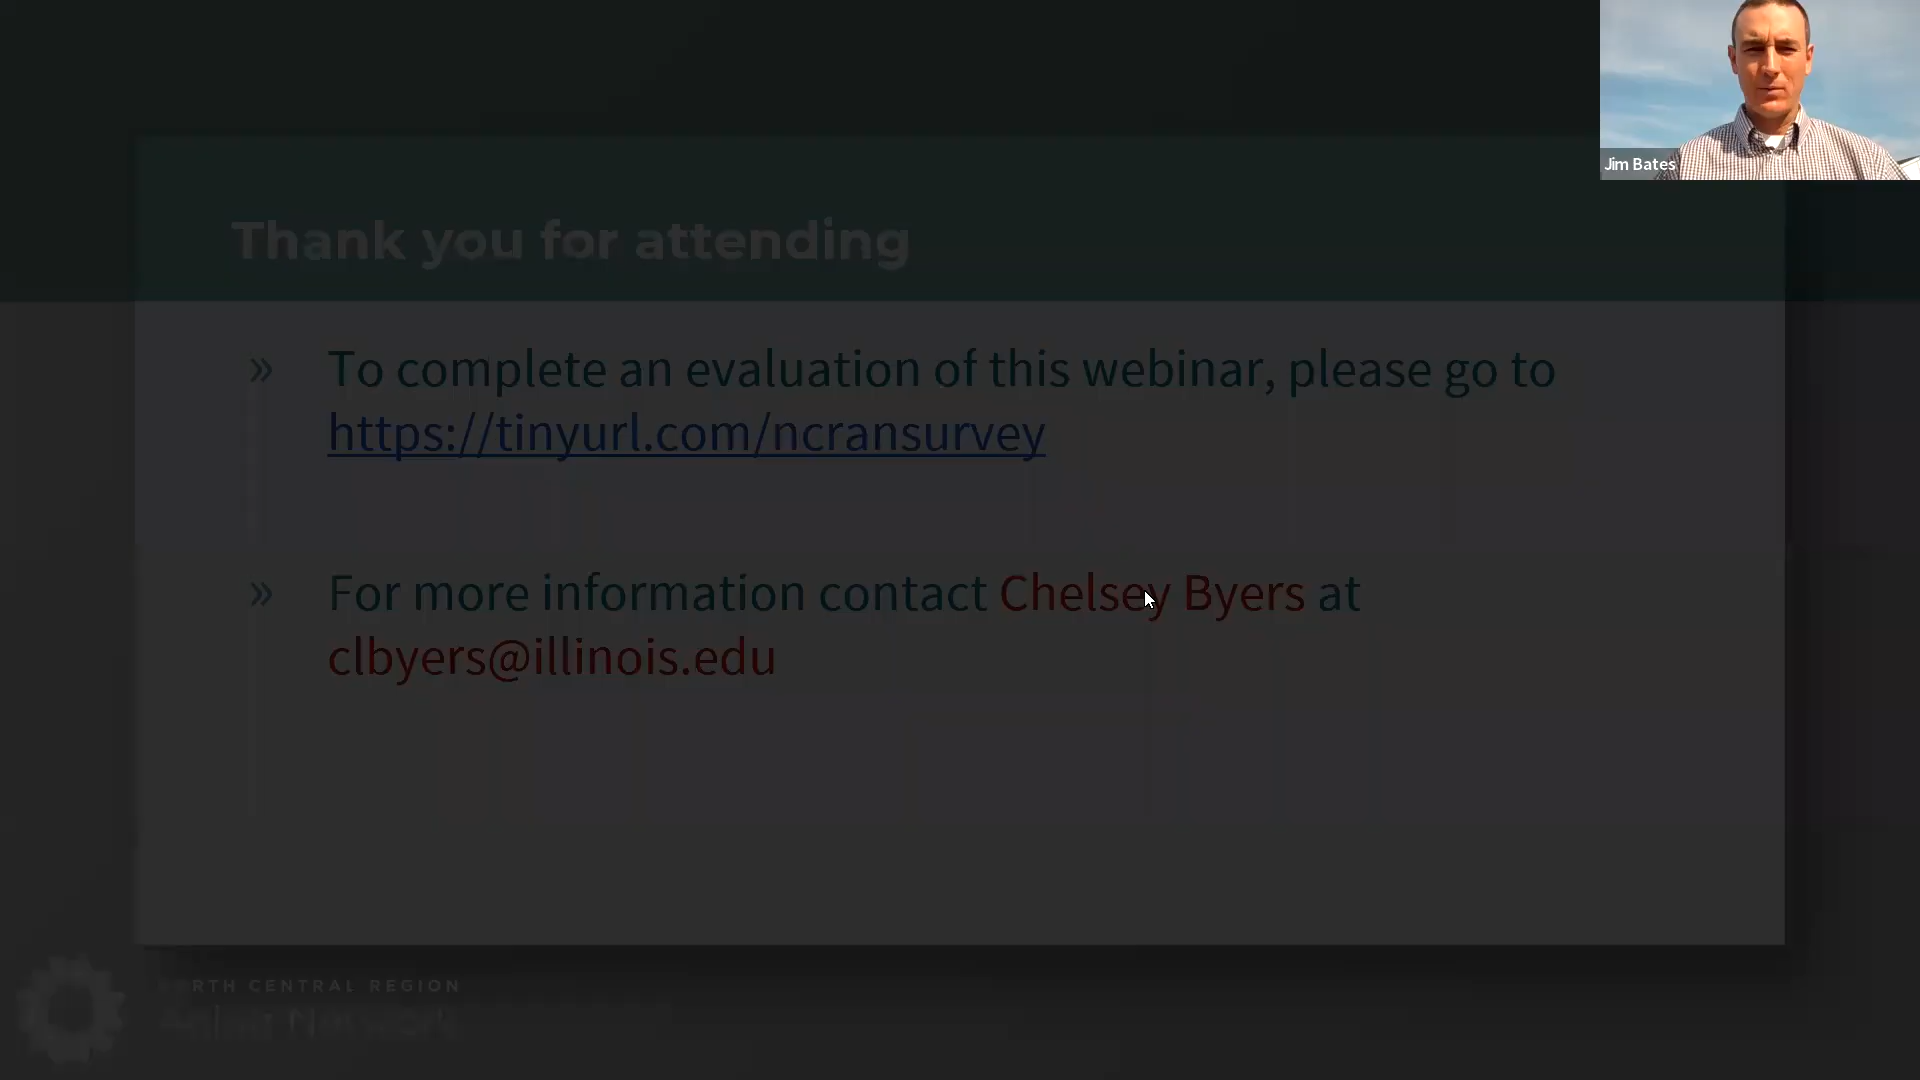 Jim Bates
Thank you for attending
» To complete an evaluation of this webinar, please go to
https://tinyurl.com/ncransurvey
» For more information contact Chelsey Byers at
clbyers@illinois.edu
CENTRAL REGION
Network